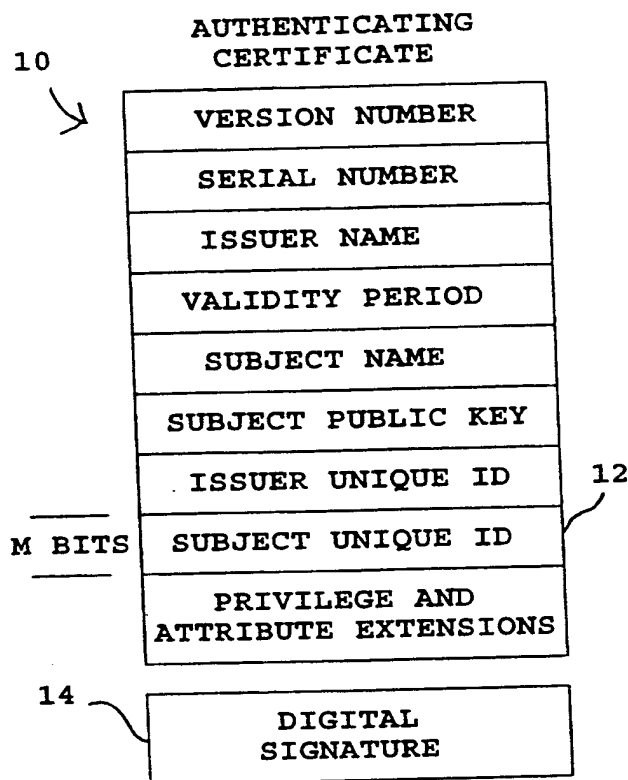 AUTHENTICATING
CERTIFICATE
10
VERSION NUMBER
SERIAL NUMBER
ISSUER NAME
VALIDITY PERIOD
SUBJECT NAME
SUBJECT PUBLIC KEY
ISSUER UNIQUE ID
12
M BITS
SUBJECT UNIQUE ID
PRIVILEGE AND
ATTRIBUTE EXTENSIONS
14
DIGITAL
SIGNATURE